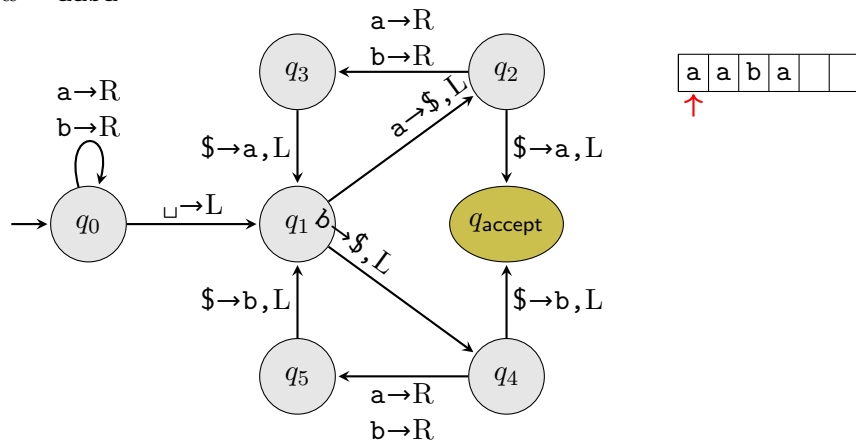 a→R
b→R
q3
q2
a a b a
a→R
b→R
a→$,L
$→a,L
$→a,L
q0
␣→L
q1
b→$,L
qaccept
$→b,L
$→b,L
q5
q4
a→R
b→R